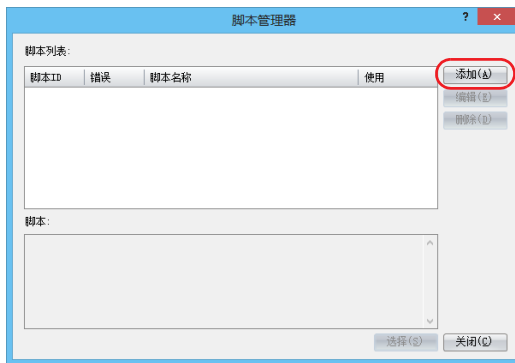 脚本管理器
? ×
脚本列表:
脚本ID 错误 脚本名称 使用
添加(A)
编辑(E)
删除(D)
脚本:
选择(S) 关闭(C)